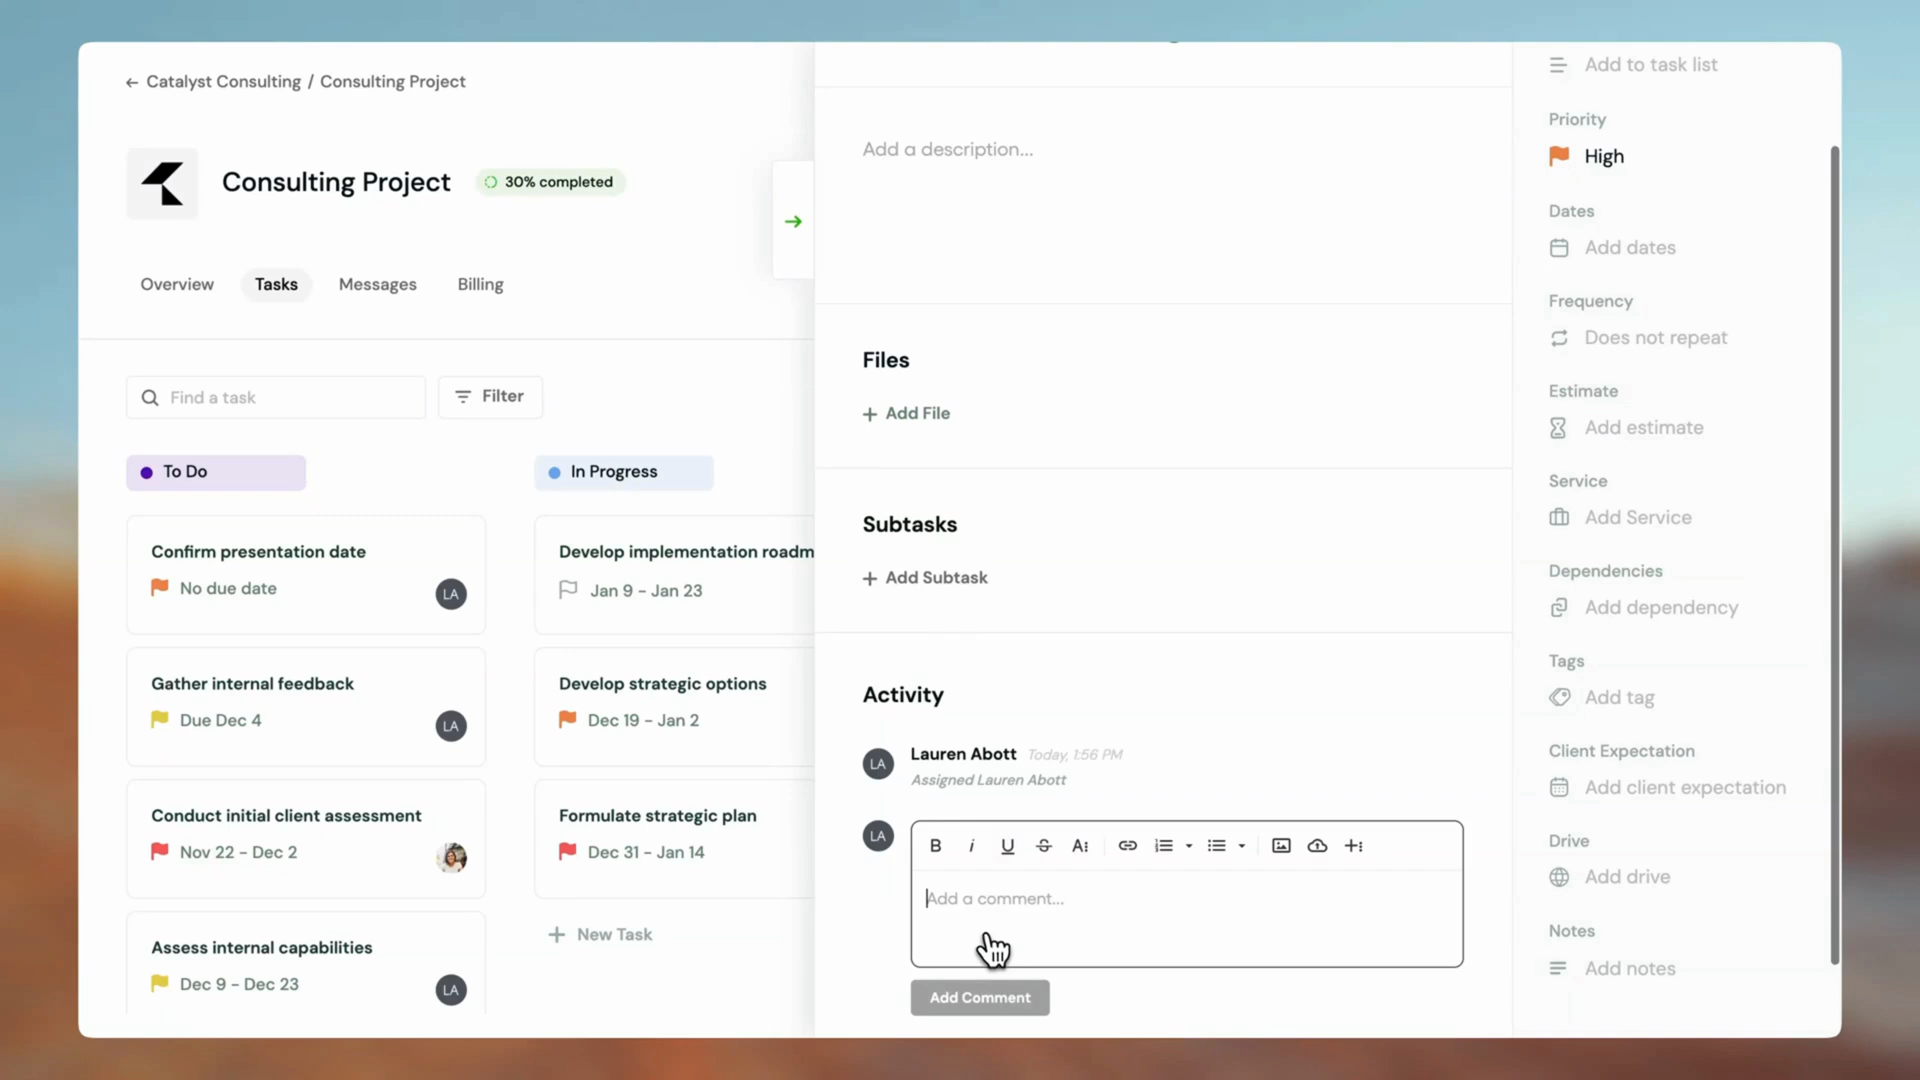 ← Catalyst Consulting / Consulting Project
Consulting Project
30% completed
Overview
Tasks
Messages
Billing
Find a task
Filter
To Do
Confirm presentation date
No due date
LA
Gather internal feedback
Due Dec 4
LA
Conduct initial client assessment
Nov 22 – Dec 2
Assess internal capabilities
Dec 9 – Dec 23
LA
In Progress
Develop implementation roadm
Jan 9 – Jan 23
Develop strategic options
Dec 19 – Jan 2
Formulate strategic plan
Dec 31 – Jan 14
+ New Task
→
Add a description...
Files
+ Add File
Subtasks
+ Add Subtask
Activity
LA
Lauren Abott Today, 1:56 PM
Assigned Lauren Abott
LA
B i U S A
Add a comment...
Add Comment
Add to task list
Priority
High
Dates
Add dates
Frequency
Does not repeat
Estimate
Add estimate
Service
Add Service
Dependencies
Add dependency
Tags
Add tag
Client Expectation
Add client expectation
Drive
Add drive
Notes
Add notes